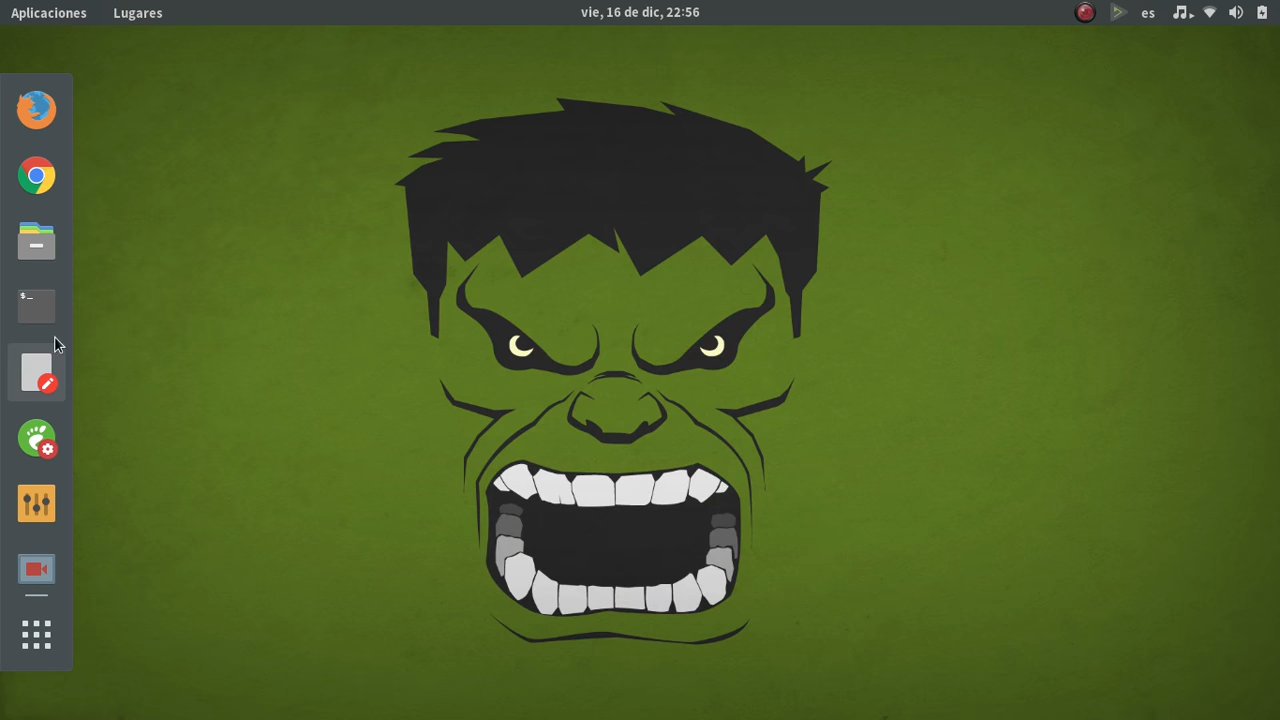 Aplicaciones Lugares vie, 16 de dic, 22:56 es
$_